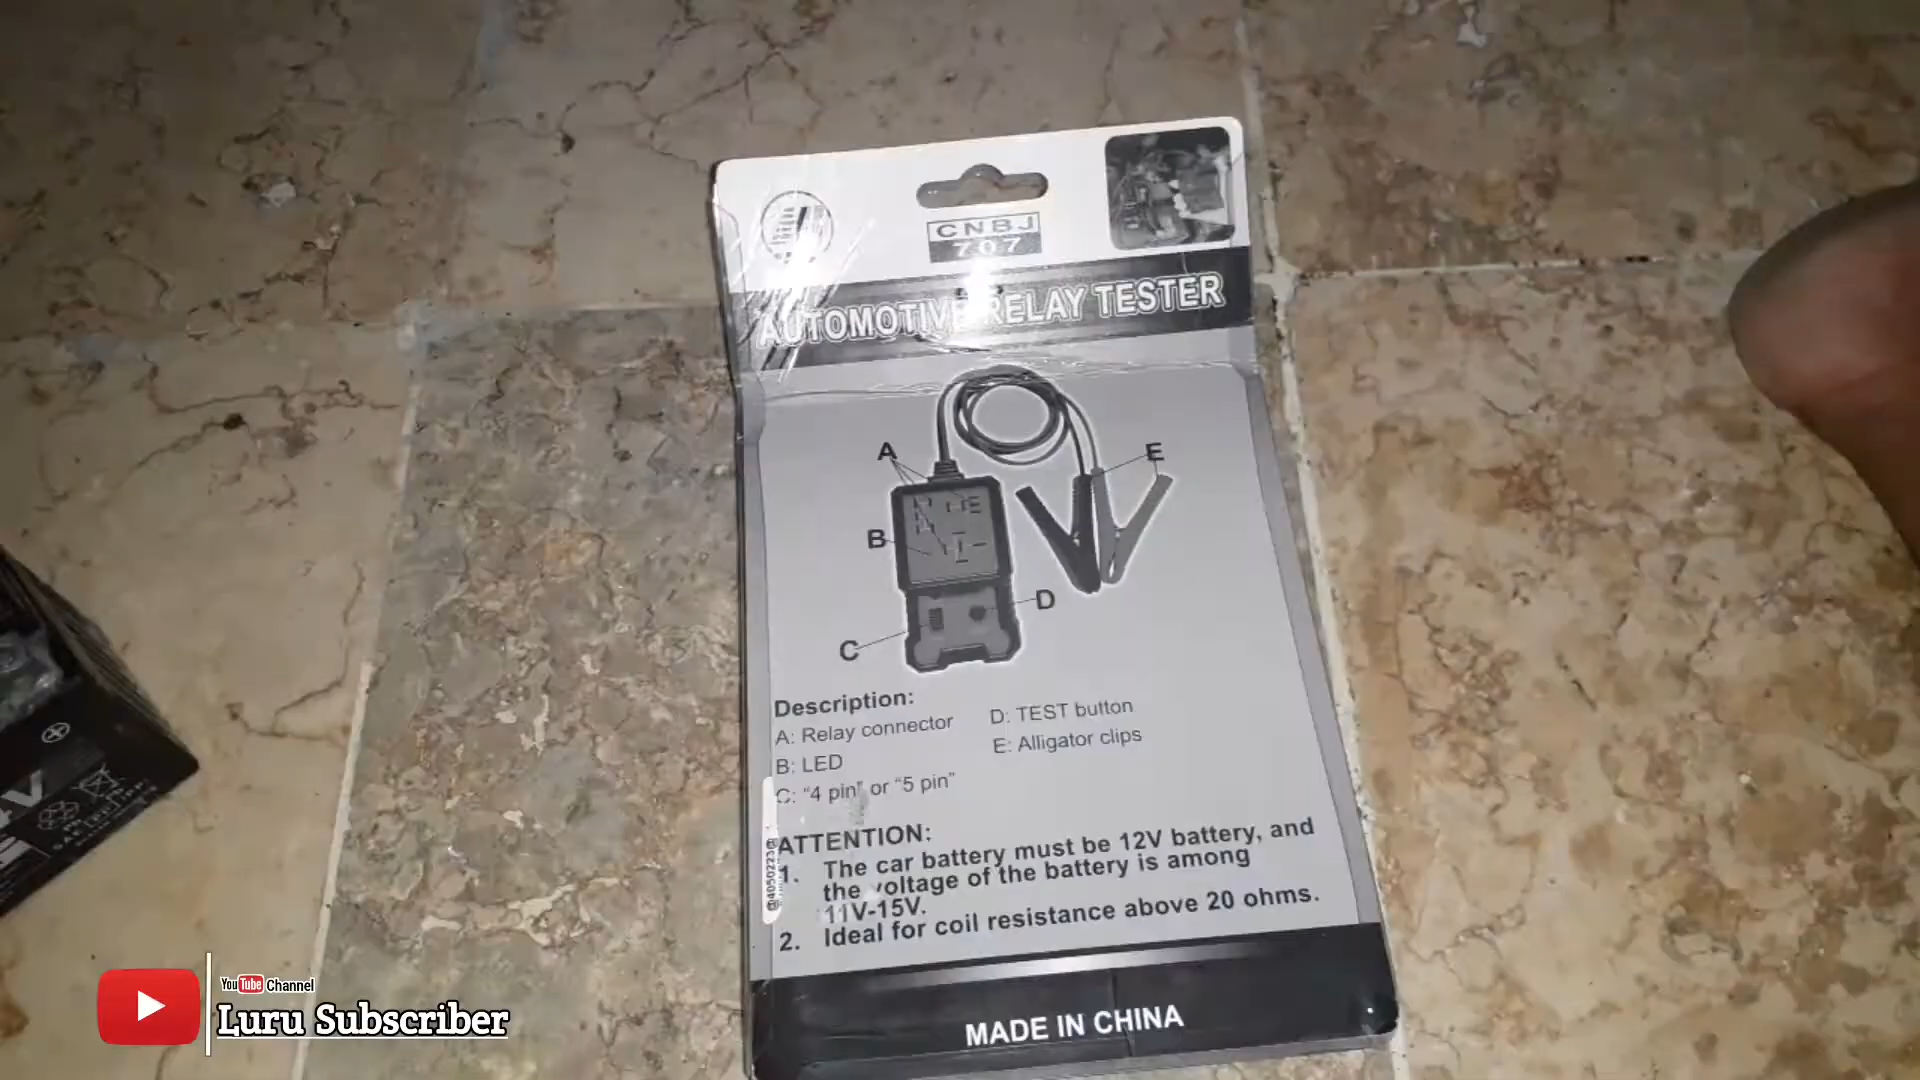 CNBJ
707
AUTOMOTIVE RELAY TESTER
A
E
B
D
C
Description:
A: Relay connector
B: LED
C: "4 pin" or "5 pin"
D: TEST button
E: Alligator clips
ATTENTION:
1. The car battery must be 12V battery, and
the voltage of the battery is among
11V-15V.
2. Ideal for coil resistance above 20 ohms.
MADE IN CHINA
YouTube Channel
Luru Subscriber